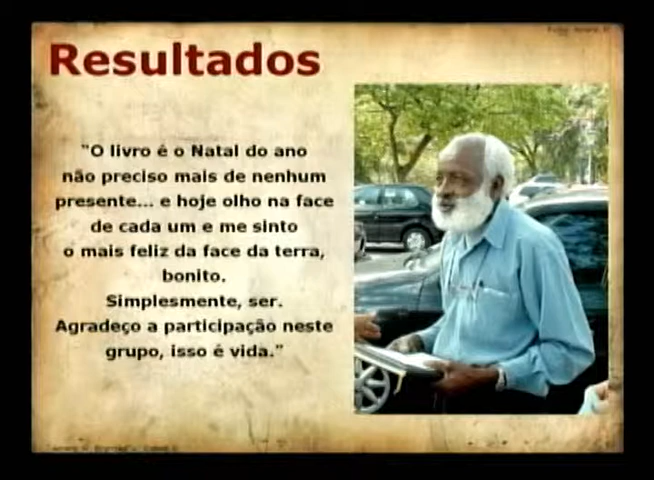 Resultados
"O livro é o Natal do ano
não preciso mais de nenhum
presente... e hoje olho na face
de cada um e me sinto
o mais feliz da face da terra,
bonito.
Simplesmente, ser.
Agradeço a participação neste
grupo, isso é vida."